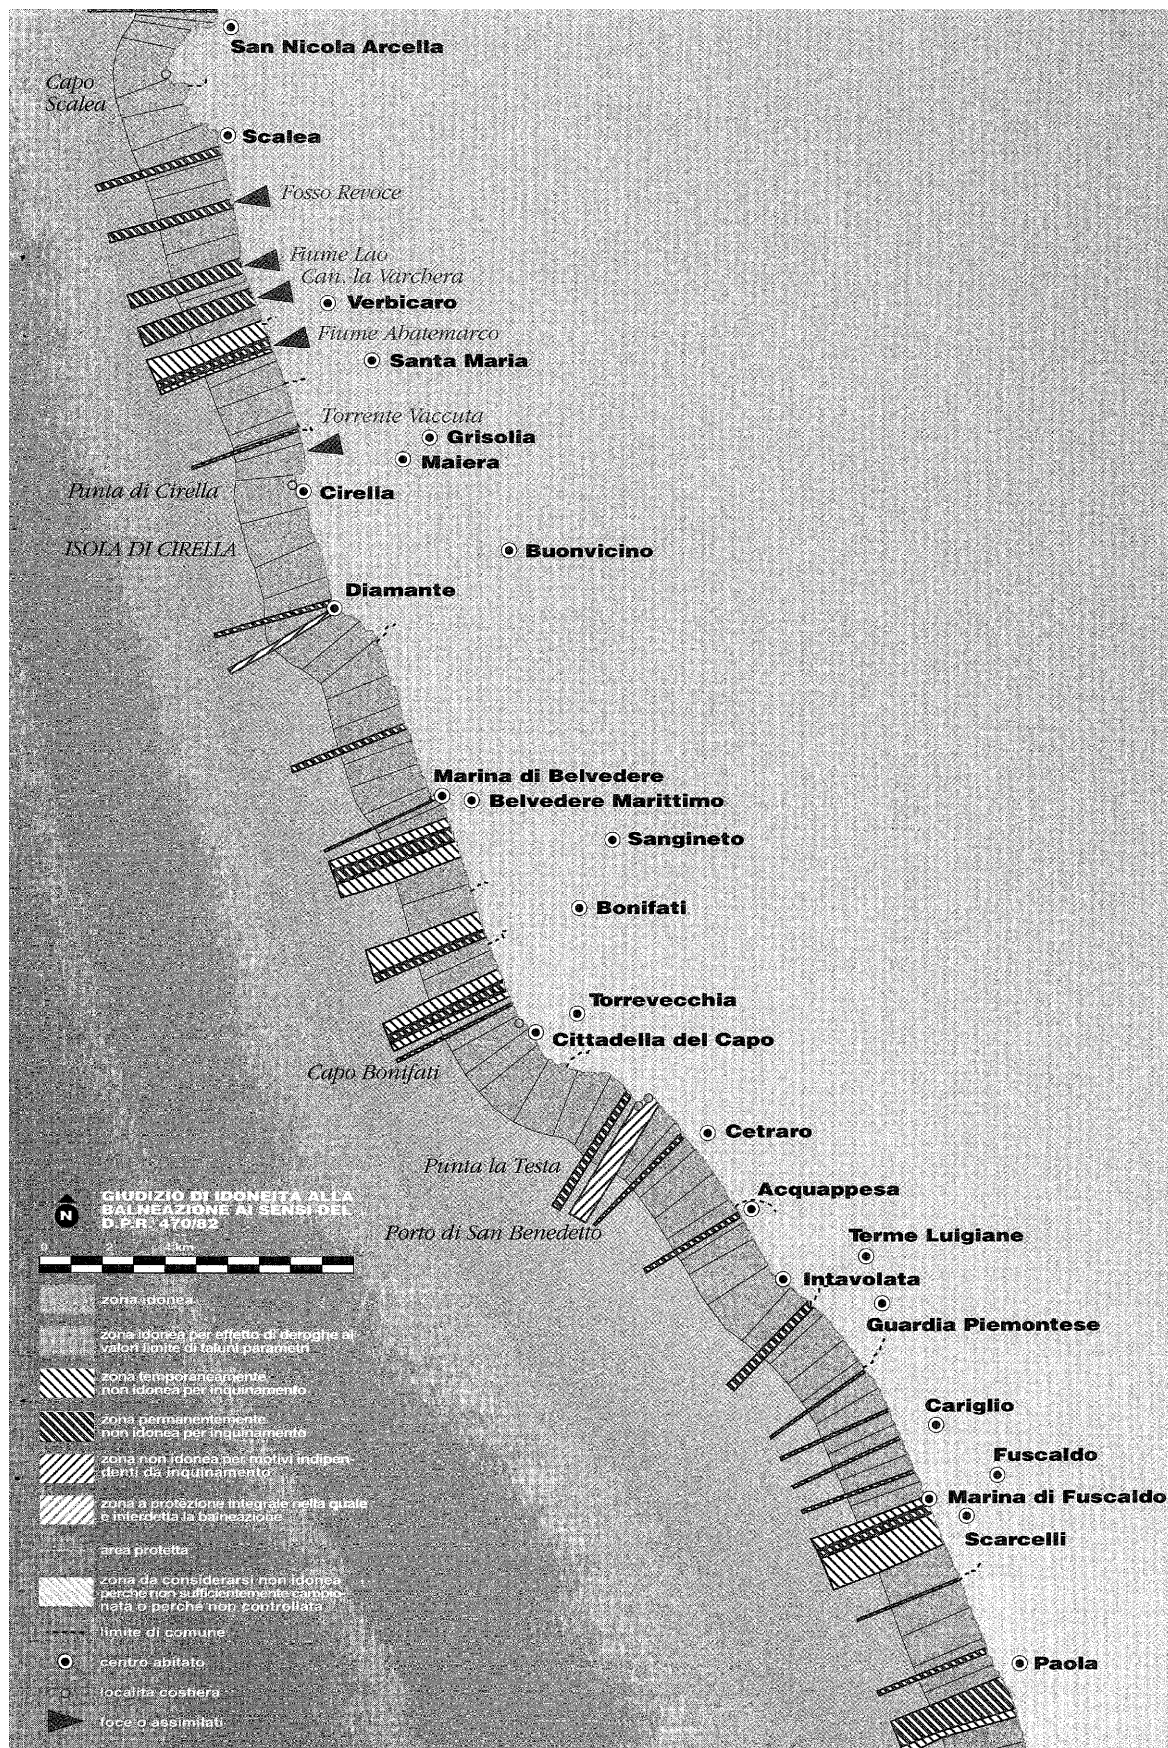 San Nicola Arcella
Capo
Scalea
Scalea
Fosso Revoce
Fiume Lao
Can. la Varchera
Verbicaro
Fiume Abatemarco
Santa Maria
Torrente Vaccuta
Grisolia
Maiera
Punta di Cirella
Cirella
ISOLA DI CIRELLA
Buonvicino
Diamante
Marina di Belvedere
Belvedere Marittimo
Sangineto
Bonifati
Torrevecchia
Cittadella del Capo
Capo Bonifati
Cetraro
Punta la Testa
Acquappesa
Porto di San Benedetto
Terme Luigiane
Intavolata
Guardia Piemontese
Cariglio
Fuscaldo
Marina di Fuscaldo
Scarcelli
Paola
N
GIUDIZIO DI IDONEITÀ ALLA
BALNEAZIONE AI SENSI DEL
D.P.R. 470/82
0 2 4 km
zona idonea
zona idonea per effetto di deroghe ai
valori limite di taluni parametri
zona temporaneamente
non idonea per inquinamento
zona permanentemente
non idonea per inquinamento
zona non idonea per motivi indipen
denti da inquinamento
zona a protezione integrale nella quale
e interdetta la balneazione
area protetta
zona da considerarsi non idonea
perche non sufficientemente campio-
nata o perche non controllata
limite di comune
centro abitato
localita costiera
foce o assimilati